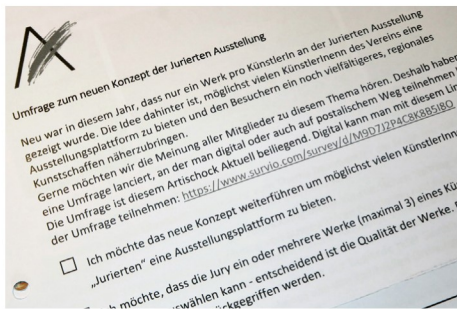 Umfrage zum neuen Konzept der Jurierten Ausstellung
Neu war in diesem Jahr, dass nur ein Werk pro KünstlerIn an der Jurierten Ausstellung
gezeigt wurde. Die Idee dahinter ist, möglichst vielen KünstlerInnen des Vereins eine
Ausstellungsplattform zu bieten und den Besuchern ein noch vielfältigeres, regionales
Kunstschaffen näherzubringen.
Gerne möchten wir die Meinung aller Mitglieder zu diesem Thema hören. Deshalb haben
eine Umfrage lanciert, an der man digital oder auch auf postalischem Weg teilnehmen
Die Umfrage ist diesem Artischock Aktuell beiliegend. Digital kann man mit diesem Lin
der Umfrage teilnehmen: https://www.survio.com/survey/d/M9D7J2P4C8K8B5IBO
Ich möchte das neue Konzept weiterführen um möglichst vielen KünstlerInn
„Jurierten“ eine Ausstellungsplattform zu bieten.
möchte, dass die Jury ein oder mehrere Werke (maximal 3) eines Kü
wählen kann - entscheidend ist die Qualität der Werke.
gegriffen werden.